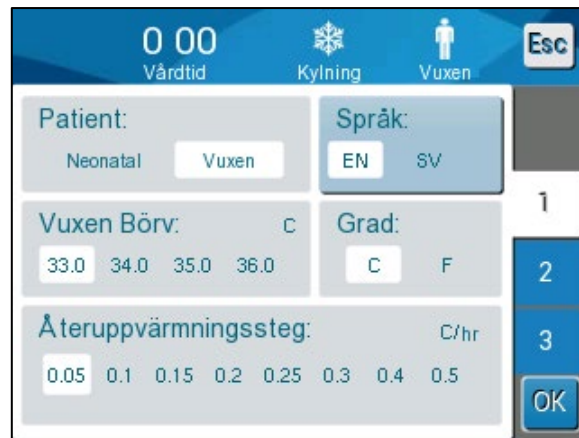 0 00
Vårdtid
Kylning
Vuxen
Esc
Patient:
Neonatal Vuxen
Språk:
EN SV
Vuxen Börv: C
33.0 34.0 35.0 36.0
Grad:
C F
Återuppvärmningssteg: C/hr
0.05 0.1 0.15 0.2 0.25 0.3 0.4 0.5
1
2
3
OK